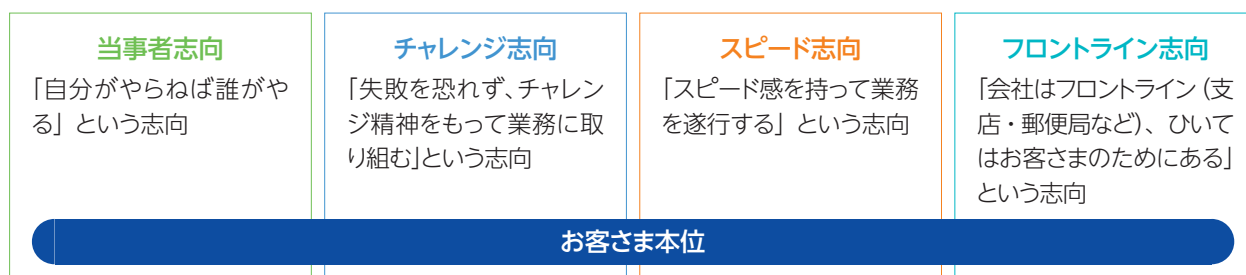 当事者志向
「自分がやらねば誰がや
る」という志向
チャレンジ志向
「失敗を恐れず、チャレン
ジ精神をもって業務に取
り組む」という志向
スピード志向
「スピード感を持って業務
を遂行する」という志向
フロントライン志向
「会社はフロントライン(支
店・郵便局など)、ひいて
はお客さまのためにある」
という志向
お客さま本位